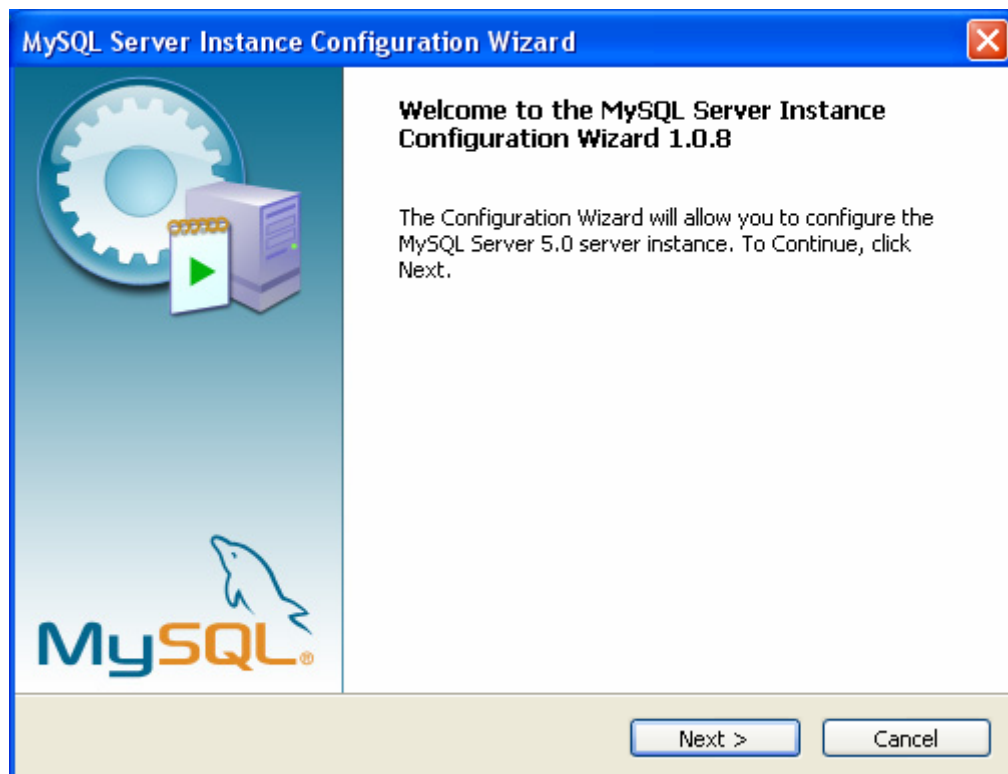 MySQL Server Instance Configuration Wizard
Welcome to the MySQL Server Instance
Configuration Wizard 1.0.8
The Configuration Wizard will allow you to configure the
MySQL Server 5.0 server instance. To Continue, click
Next.
MySQL®
Next >
Cancel